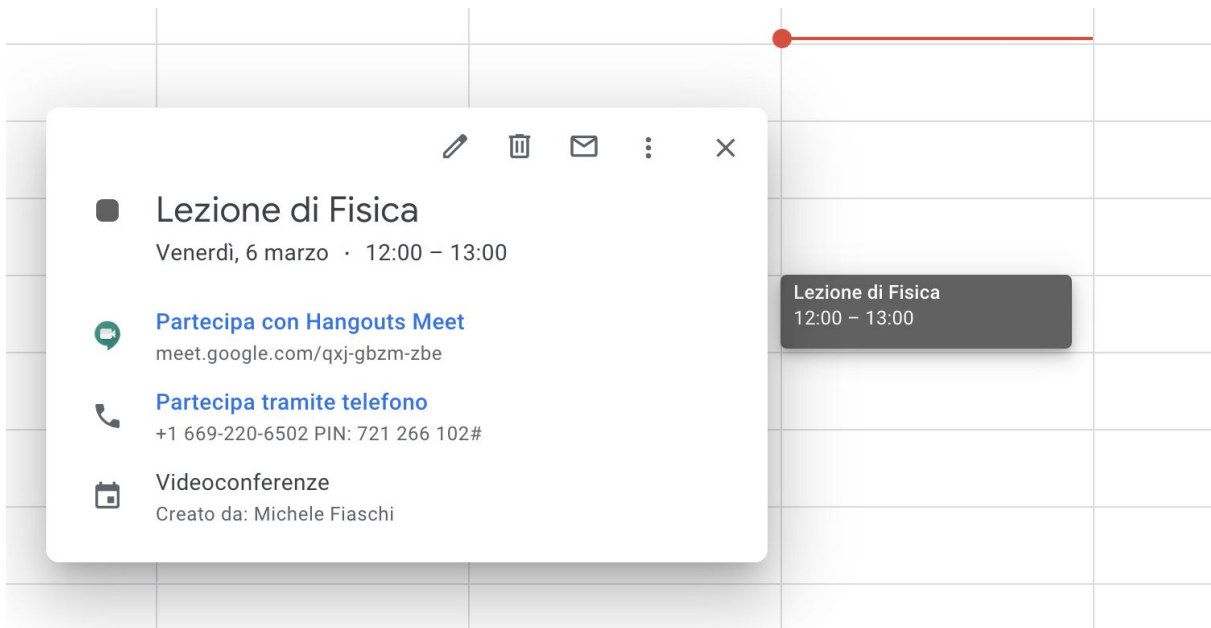 Lezione di Fisica
Venerdì, 6 marzo · 12:00 – 13:00
Partecipa con Hangouts Meet
meet.google.com/qxj-gbzm-zbe
Partecipa tramite telefono
+1 669-220-6502 PIN: 721 266 102#
Videoconferenze
Creato da: Michele Fiaschi
Lezione di Fisica
12:00 – 13:00